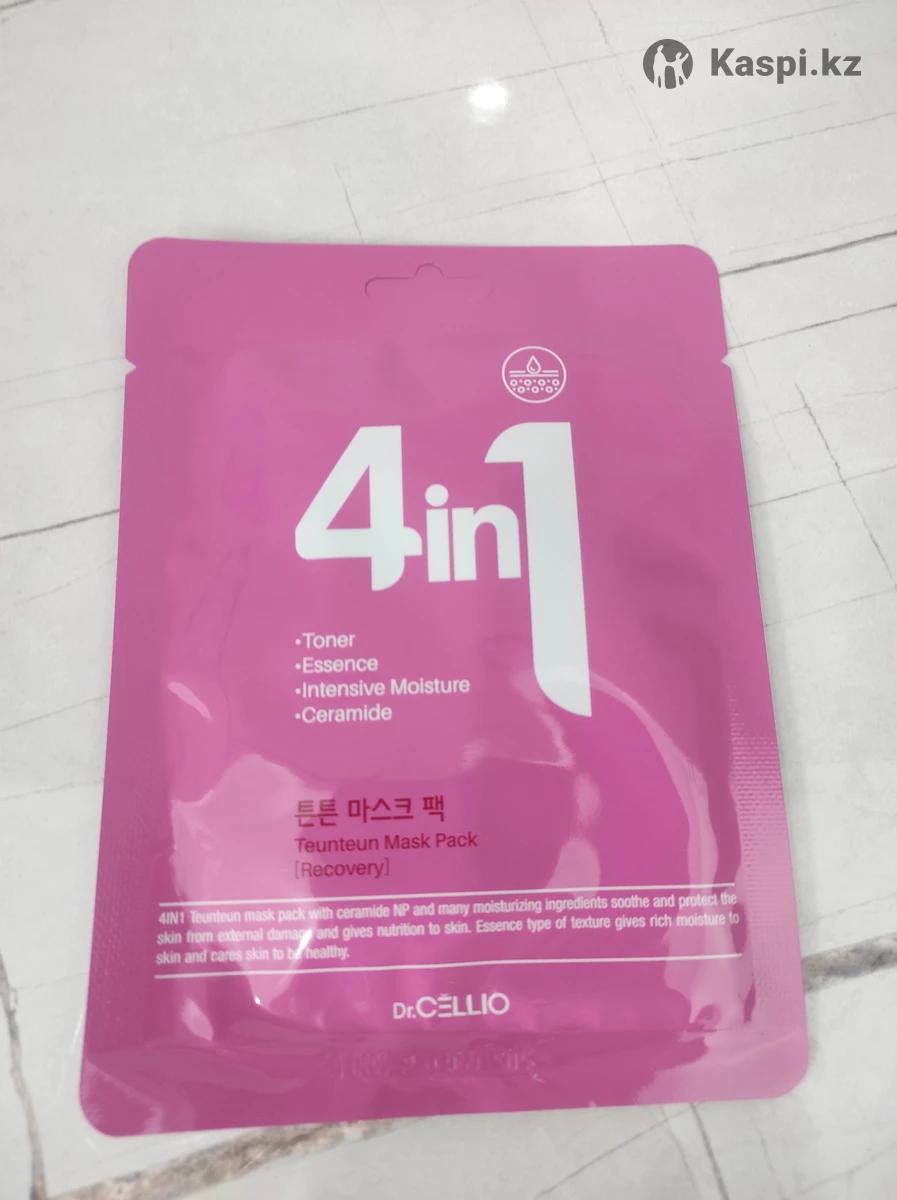 Kaspi.kz
4in1
•Toner
•Essence
•Intensive Moisture
•Ceramide
튼튼 마스크 팩
Teunteun Mask Pack
[Recovery]
4IN1 Teunteun mask pack with ceramide NP and many moisturizing ingredients soothe and protect the
skin from external damage and gives nutrition to skin. Essence type of texture gives rich moisture to
skin and cares skin to be healthy.
Dr.CELLIO